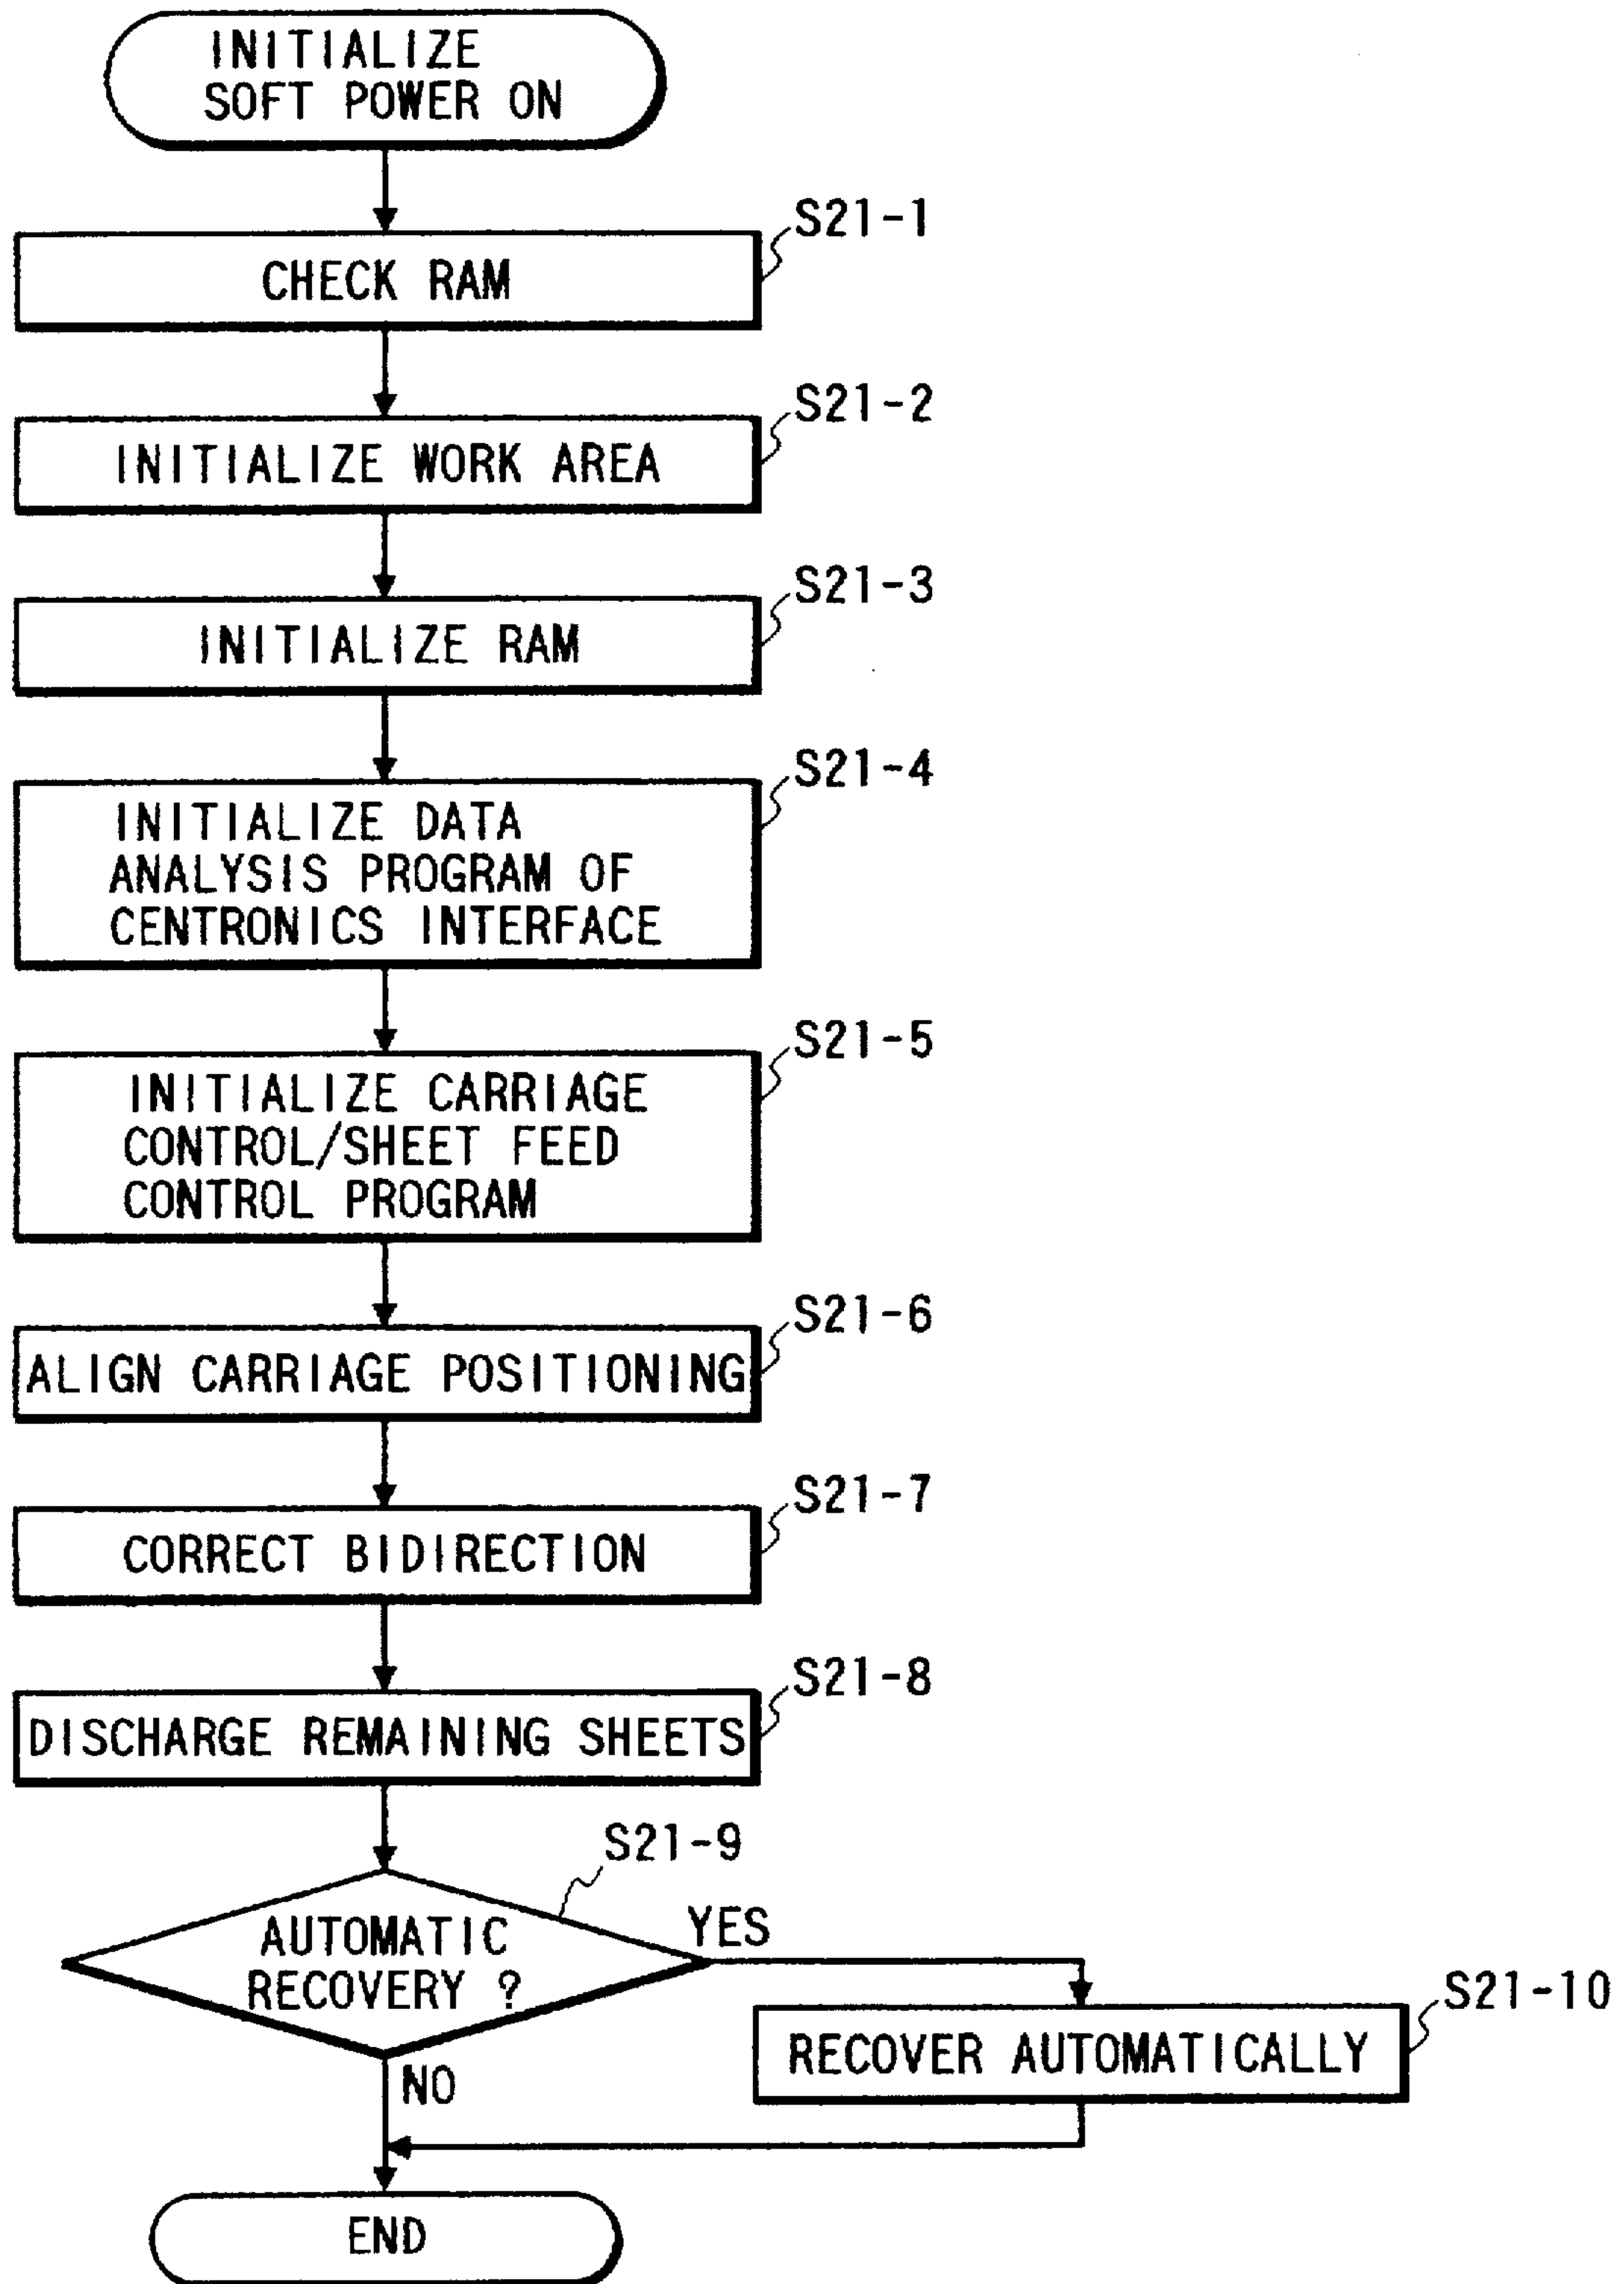 INITIALIZE
SOFT POWER ON
S21-1
CHECK RAM
S21-2
INITIALIZE WORK AREA
S21-3
INITIALIZE RAM
S21-4
INITIALIZE DATA
ANALYSIS PROGRAM OF
CENTRONICS INTERFACE
S21-5
INITIALIZE CARRIAGE
CONTROL/SHEET FEED
CONTROL PROGRAM
S21-6
ALIGN CARRIAGE POSITIONING
S21-7
CORRECT BIDIRECTION
S21-8
DISCHARGE REMAINING SHEETS
S21-9
AUTOMATIC
RECOVERY ?
YES
S21-10
RECOVER AUTOMATICALLY
NO
END